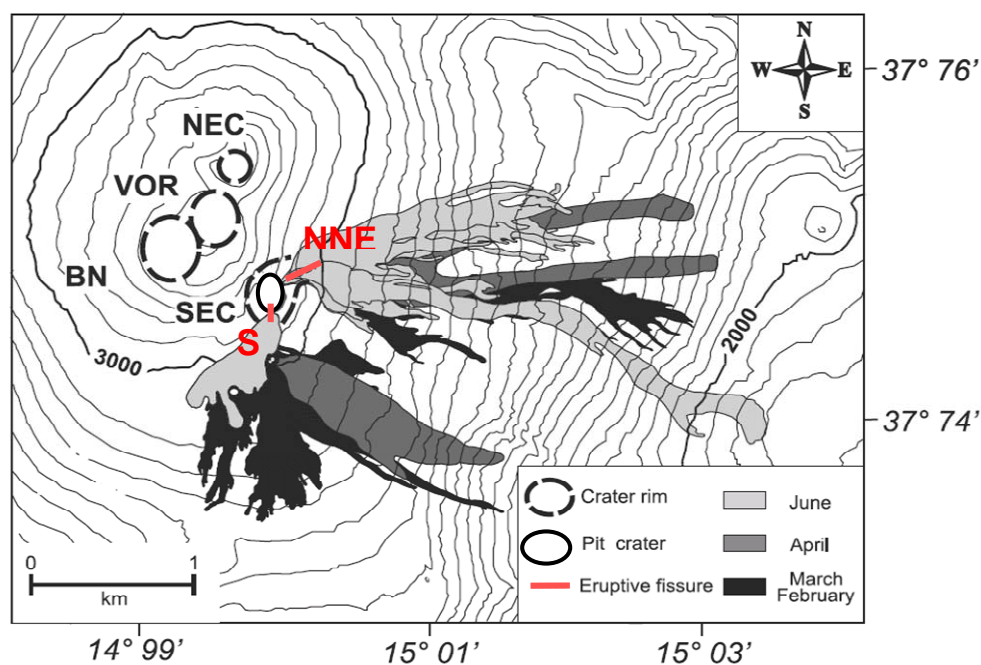 N
W E
S
37° 76’
NEC
VOR
NNE
BN
SEC
S
3000
2000
37° 74’
Crater rim
June
Pit crater
April
Eruptive fissure
March
February
0 1
km
14° 99’
15° 01’
15° 03’